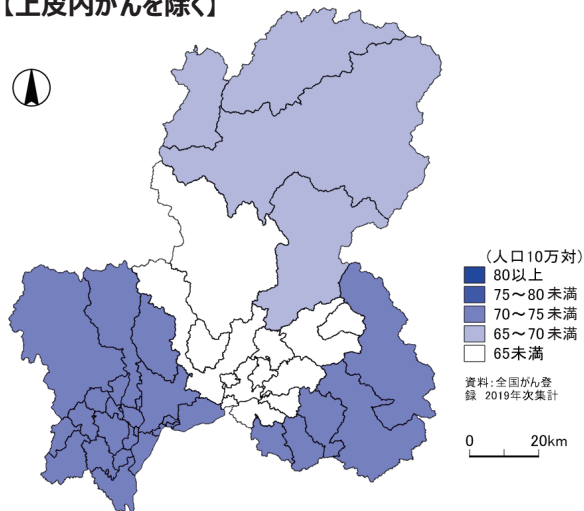 【上皮内がんを除く】
(人口10万対)
80以上
75～80未満
70～75未満
65～70未満
65未満
資料：全国がん登
録 2019年次集計
0 20km